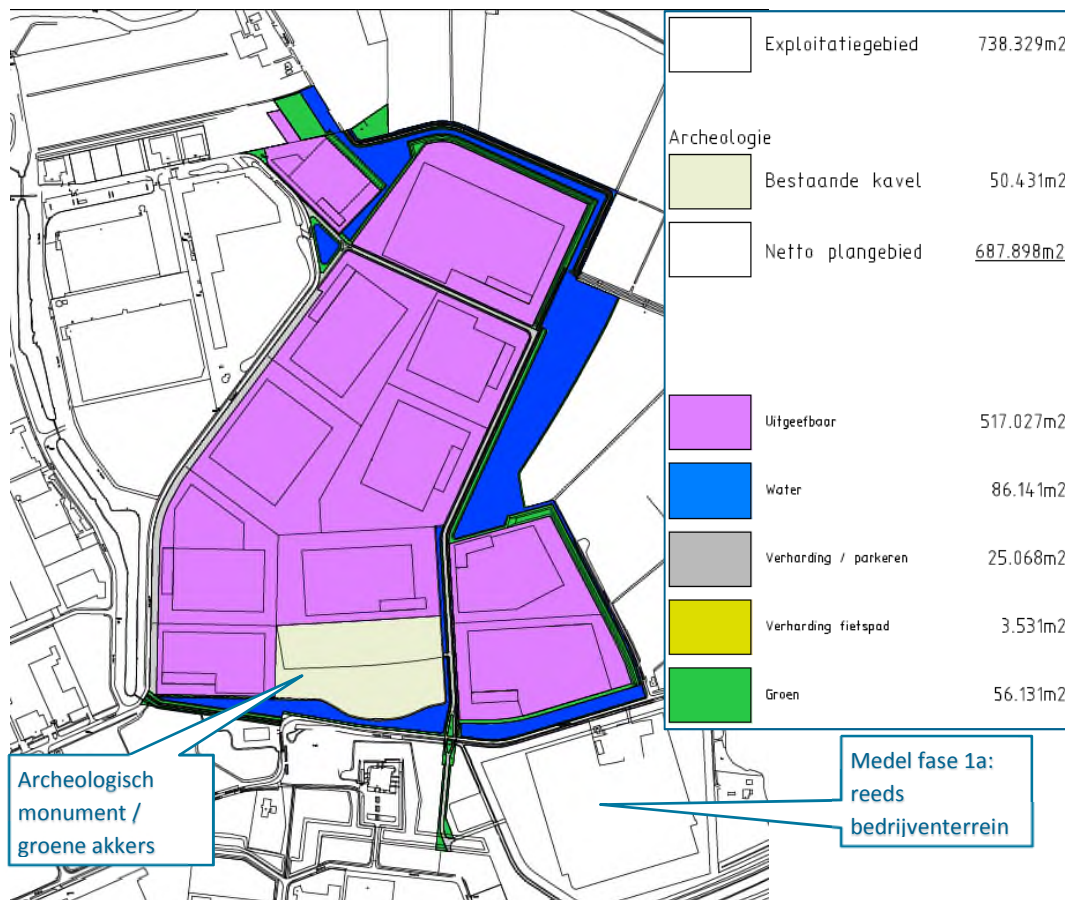 Exploitatiegebied 738.329m2
Archeologie
Bestaande kavel 50.431m2
Netto plangebied 687.898m2
Uitgeefbaar 517.027m2
Water 86.141m2
Verharding / parkeren 25.068m2
Verharding fietspad 3.531m2
Groen 56.131m2
Archeologisch
monument /
groene akkers
Medel fase 1a:
reeds
bedrijventerrein